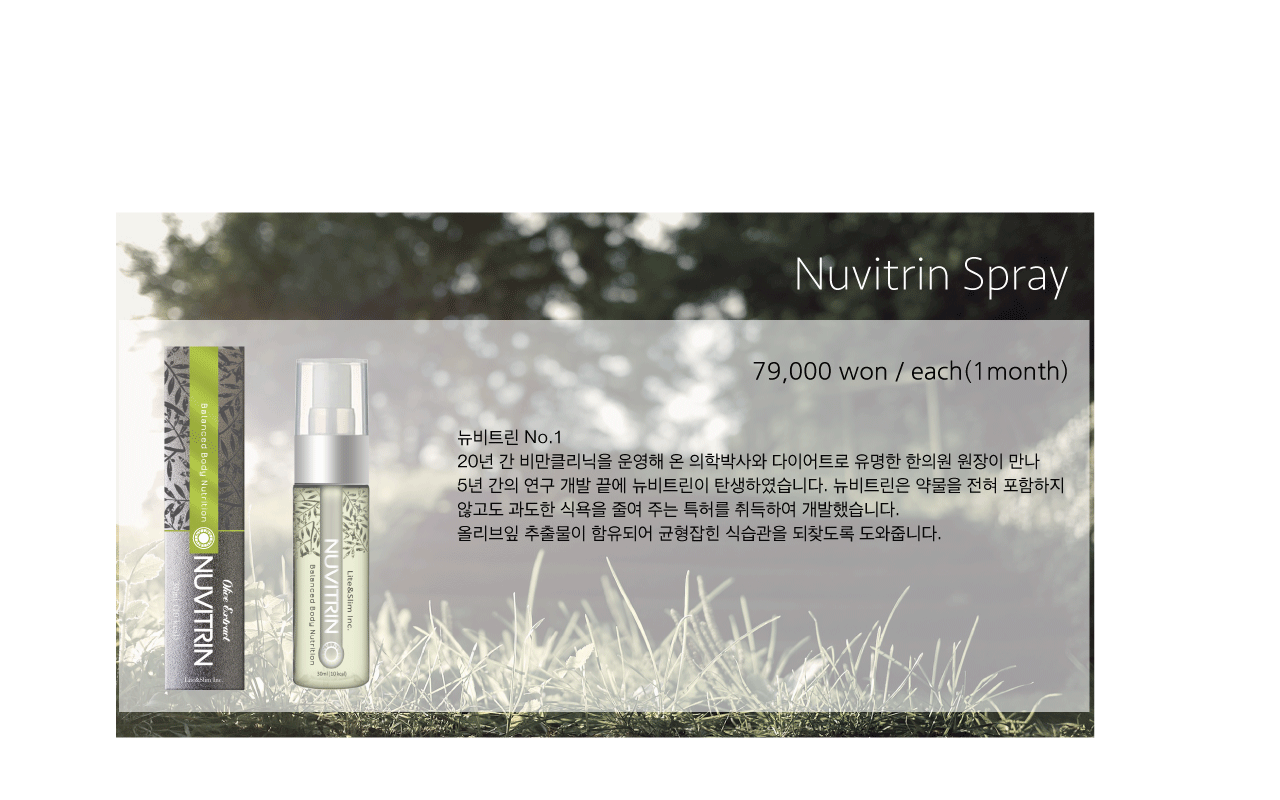 Nuvitrin Spray
79,000 won / each(1month)
뉴비트린 No.1
20년 간 비만클리닉을 운영해 온 의학박사와 다이어트로 유명한 한의원 원장이 만나
5년 간의 연구 개발 끝에 뉴비트린이 탄생하였습니다. 뉴비트린은 약물을 전혀 포함하지
않고도 과도한 식욕을 줄여 주는 특허를 취득하여 개발했습니다.
올리브잎 추출물이 함유되어 균형잡힌 식습관을 되찾도록 도와줍니다.
Balanced Body Nutrition
NUVITRIN
Olive Extract
Lite&Slim Inc.
Lite&Slim Inc.
NUVITRIN
Balanced Body Nutrition